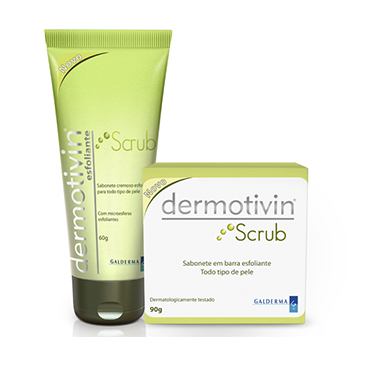 Novo
dermotivin®
esfoliante
Scrub
Sabonete cremoso esfoliante
para todo tipo de pele
Com microesferas
esfoliantes
60g
GALDERMA
Novo
dermotivin®
Scrub
Sabonete em barra esfoliante
Todo tipo de pele
Dermatologicamente testado
90g
GALDERMA